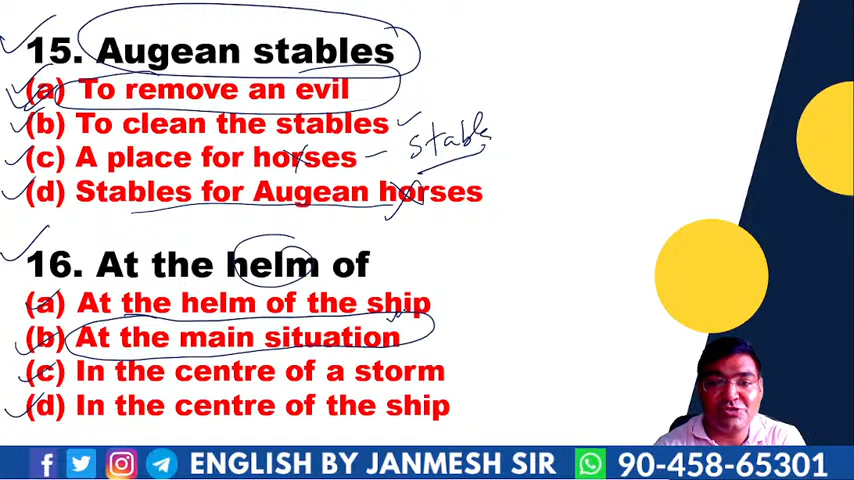 15. Augean stables
(a) To remove an evil
(b) To clean the stables
(c) A place for horses
stable
(d) Stables for Augean horses
16. At the helm of
(a) At the helm of the ship
(b) At the main situation
(c) In the centre of a storm
(d) In the centre of the ship
ENGLISH BY JANMESH SIR 90-458-65301